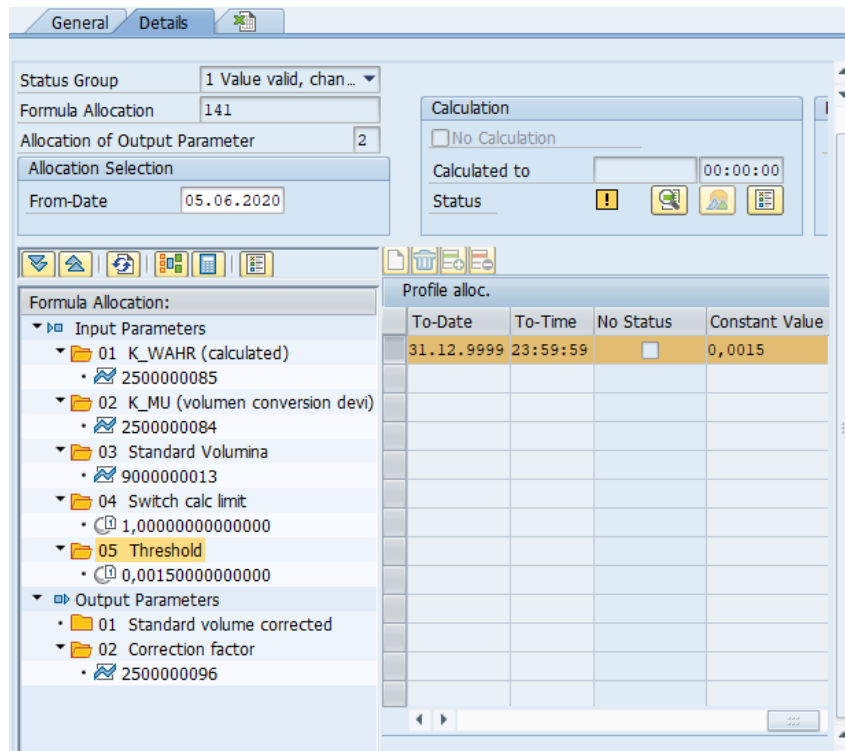 General Details
Status Group 1 Value valid, chan...
Formula Allocation 141
Allocation of Output Parameter 2
Allocation Selection
From-Date 05.06.2020
Calculation
No Calculation
Calculated to 00:00:00
Status
Formula Allocation:
Input Parameters
01 K_WAHR (calculated)
2500000085
02 K_MU (volumen conversion devi)
2500000084
03 Standard Volumina
9000000013
04 Switch calc limit
1,00000000000000
05 Threshold
0,00150000000000
Output Parameters
01 Standard volume corrected
02 Correction factor
2500000096
Profile alloc.
To-Date To-Time No Status Constant Value
31.12.9999 23:59:59 0,0015